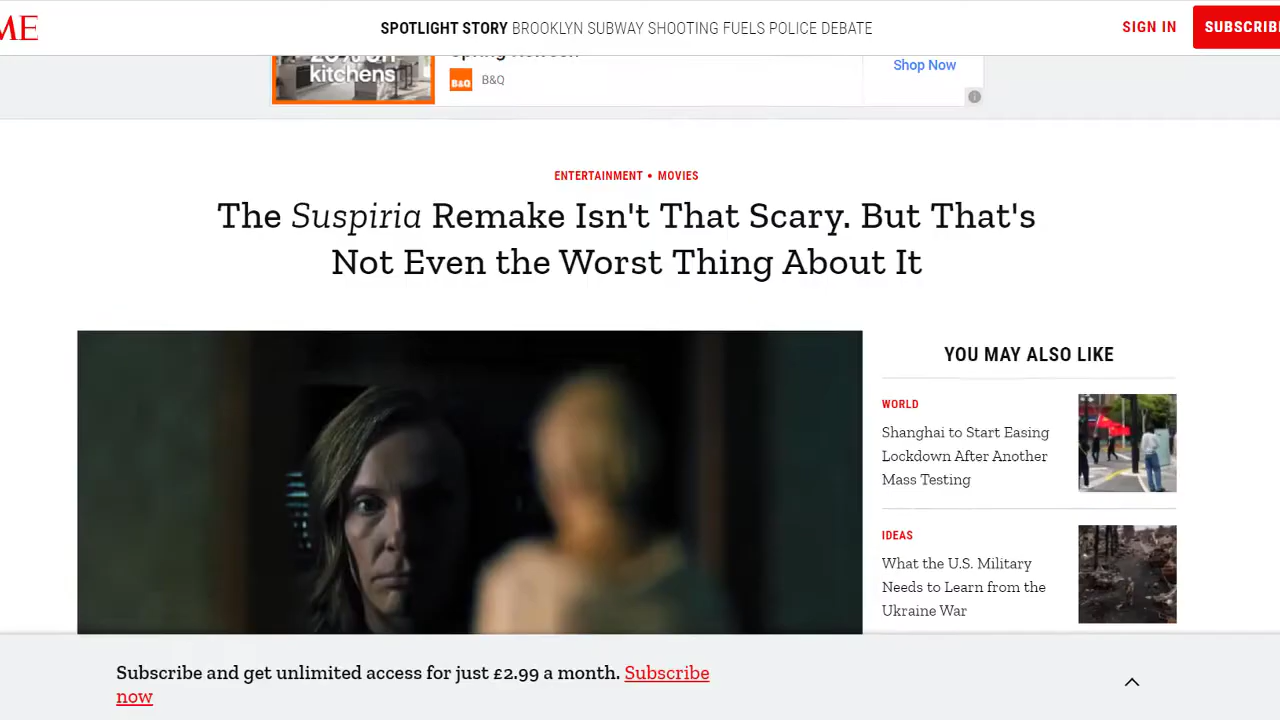 ME
SPOTLIGHT STORY BROOKLYN SUBWAY SHOOTING FUELS POLICE DEBATE
SIGN IN
SUBSCRIBE
kitchens
B&Q
B&Q
Shop Now
ENTERTAINMENT • MOVIES
The Suspiria Remake Isn't That Scary. But That's
Not Even the Worst Thing About It
YOU MAY ALSO LIKE
WORLD
Shanghai to Start Easing
Lockdown After Another
Mass Testing
IDEAS
What the U.S. Military
Needs to Learn from the
Ukraine War
Subscribe and get unlimited access for just £2.99 a month. Subscribe
now